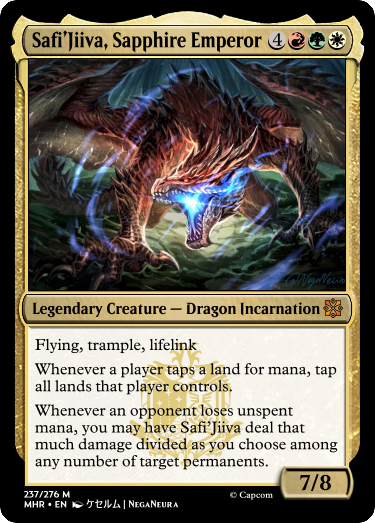 Safi'Jiiva, Sapphire Emperor 4
Legendary Creature — Dragon Incarnation
Flying, trample, lifelink
Whenever a player taps a land for mana, tap
all lands that player controls.
Whenever an opponent loses unspent
mana, you may have Safi'Jiiva deal that
much damage divided as you choose among
any number of target permanents.
7/8
237/276 M
MHR • EN ケセルム | NegaNeura
© Capcom